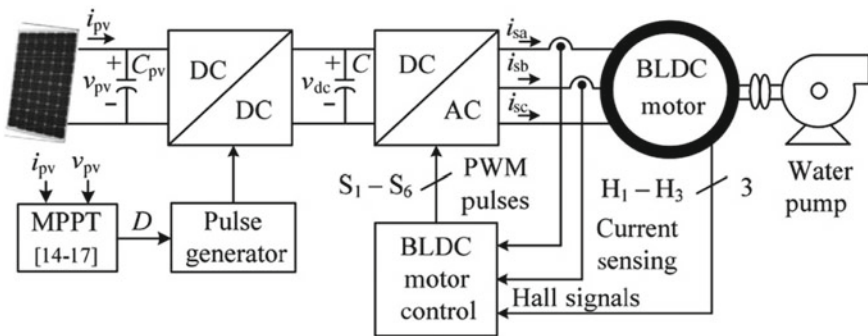 i_pv
+
C_pv
v_pv
-
DC
DC
+
C
v_dc
-
DC
AC
i_sa
i_sb
i_sc
BLDC
motor
Water
pump
i_pv
v_pv
MPPT
[14-17]
D
Pulse
generator
S_1 – S_6
PWM
pulses
BLDC
motor
control
H_1 – H_3
3
Current
sensing
Hall signals